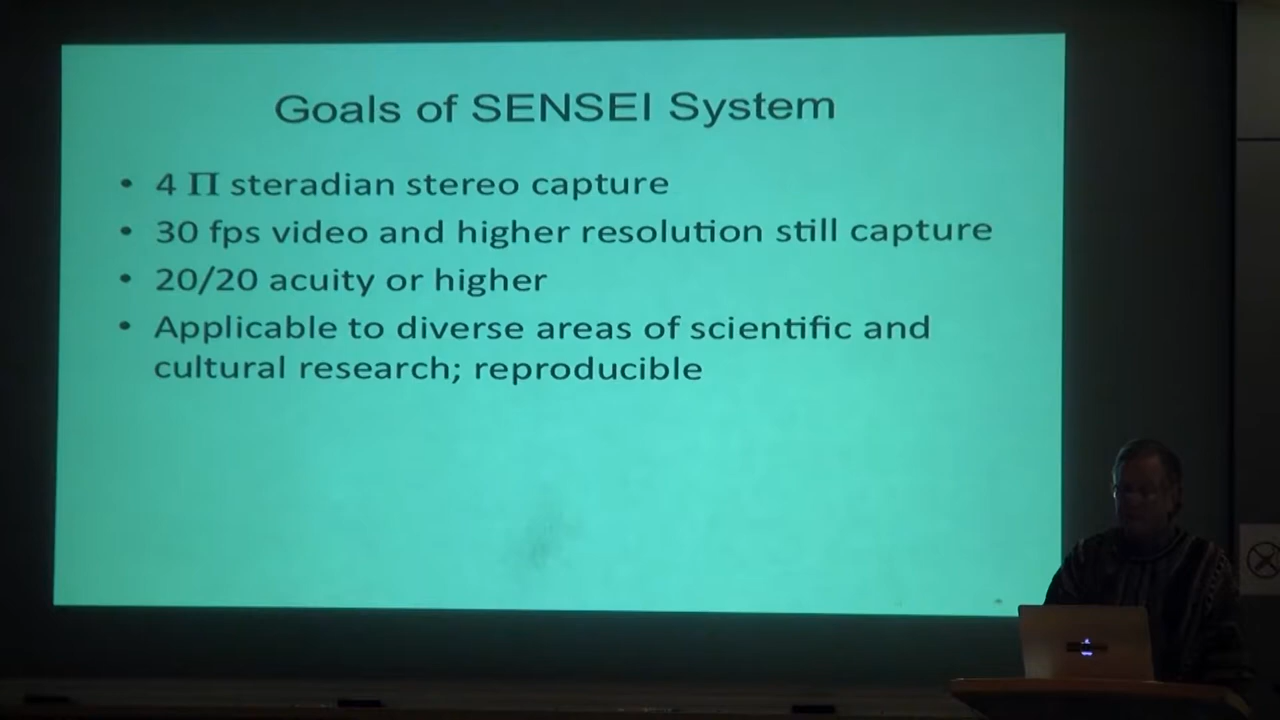 Goals of SENSEI System
• 4 Π steradian stereo capture
• 30 fps video and higher resolution still capture
• 20/20 acuity or higher
• Applicable to diverse areas of scientific and
cultural research; reproducible